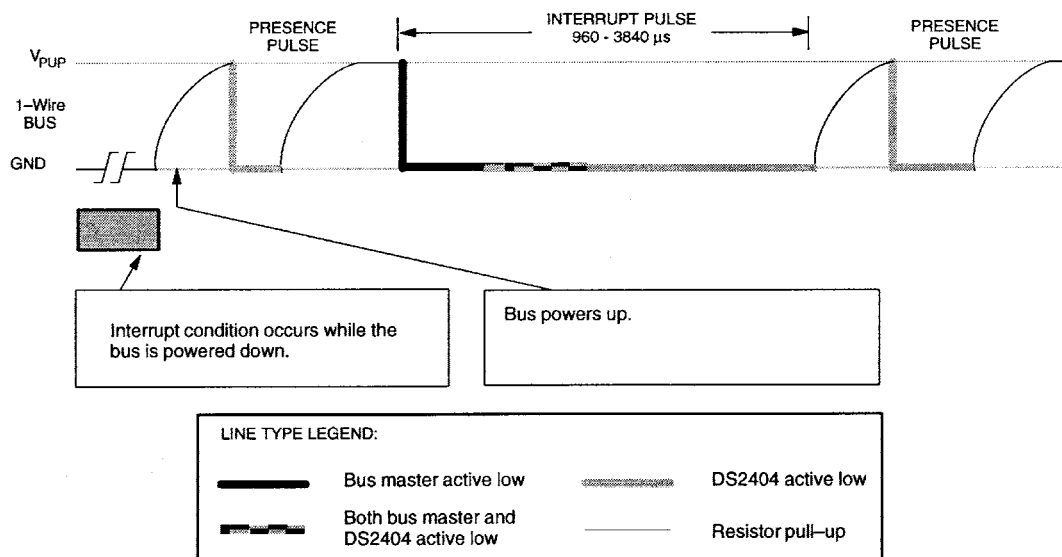 PRESENCE
PULSE
INTERRUPT PULSE
960 - 3840 µs
PRESENCE
PULSE
VPUP
1–Wire
BUS
GND
Interrupt condition occurs while the
bus is powered down.
Bus powers up.
LINE TYPE LEGEND:
Bus master active low
DS2404 active low
Both bus master and
DS2404 active low
Resistor pull–up